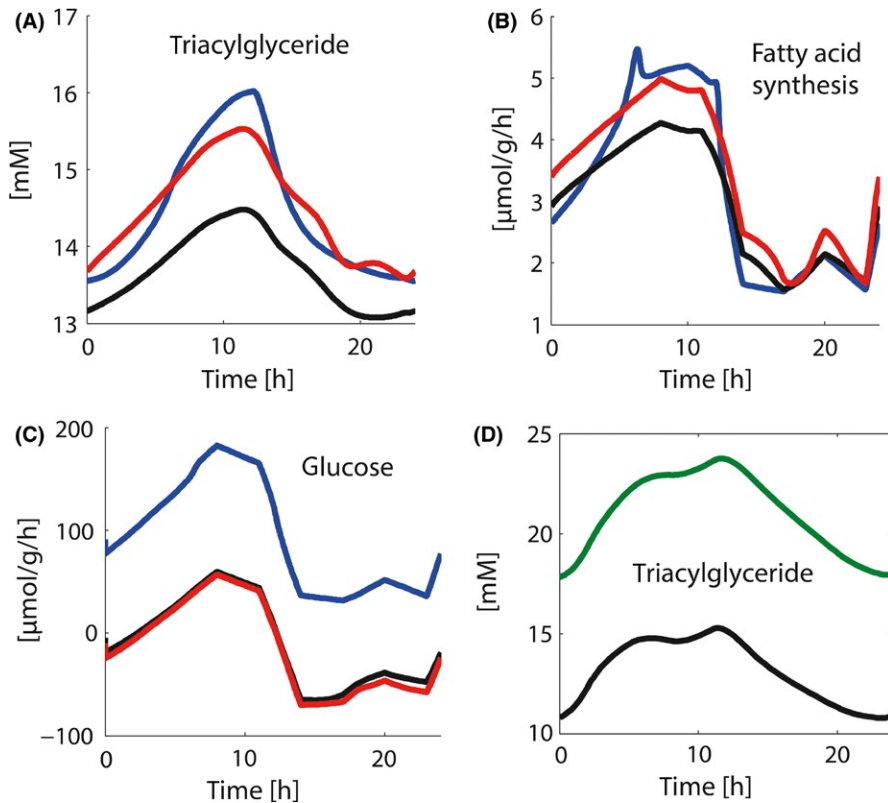 (A)
Triacylglyceride
[mM]
17
16
15
14
13
0
10
20
Time [h]
(B)
Fatty acid
synthesis
[µmol/g/h]
6
5
4
3
2
1
0
10
20
Time [h]
(C)
Glucose
[µmol/g/h]
200
100
0
−100
0
10
20
Time [h]
(D)
Triacylglyceride
[mM]
25
20
15
10
0
10
20
Time [h]